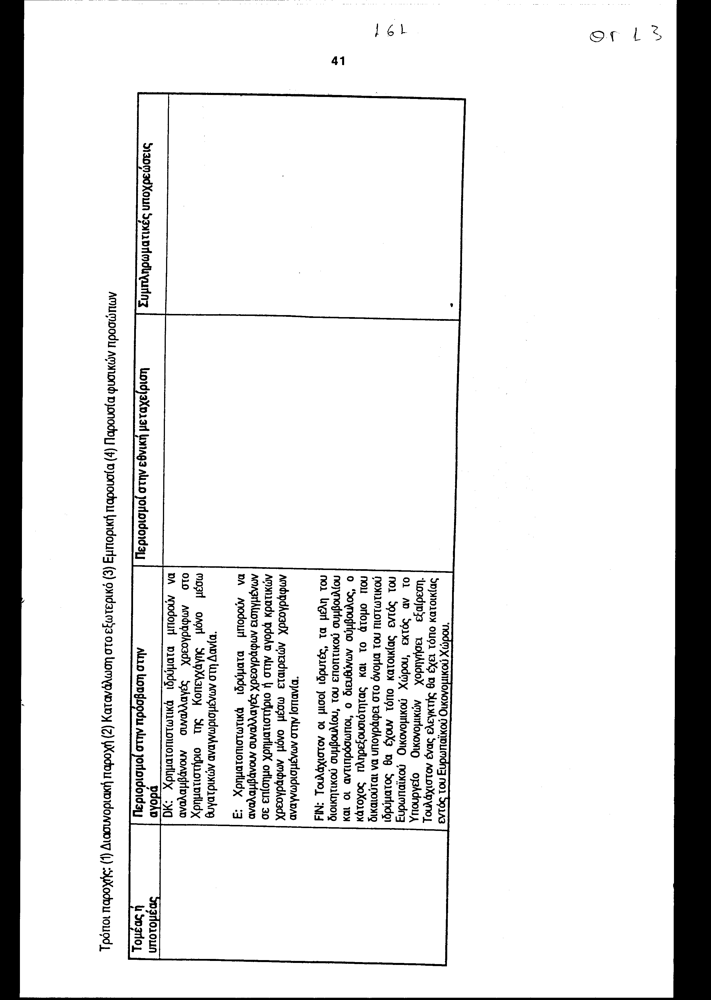 161
ΘΓ 13
41
Τρόποι παροχής: (1) Διασυνοριακή παροχή (2) Κατανάλωση στο εξωτερικό (3) Εμπορική παρουσία (4) Παρουσία φυσικών προσώπων
Τομέας ή
υποτομέας
Περιορισμοί στην πρόσβαση στην
αγορά
Περιορισμοί στην εθνική μεταχείριση
Συμπληρωματικές υποχρεώσεις
DK: Χρηματοπιστωτικά ιδρύματα μπορούν να
αναλαμβάνουν συναλλαγές χρεογράφων στο
Χρηματιστήριο της Κοπεγχάγης μόνο μέσω
θυγατρικών αναγνωρισμένων στη Δανία.
E: Χρηματοπιστωτικά ιδρύματα μπορούν να
αναλαμβάνουν συναλλαγές χρεογράφων εισηγμένων
σε επίσημο χρηματιστήριο ή στην αγορά κρατικών
χρεογράφων μόνο μέσω εταιρειών χρεογράφων
αναγνωρισμένων στην Ισπανία.
FIN: Τουλάχιστον οι μισοί ιδρυτές, τα μέλη του
διοικητικού συμβουλίου, του εποπτικού συμβουλίου
και οι αντιπρόσωποι, ο διευθύνων σύμβουλος, ο
κάτοχος πληρεξουσιότητας και το άτομο που
δικαιούται να υπογράφει στο όνομα του πιστωτικού
ιδρύματος θα έχουν τόπο κατοικίας εντός του
Ευρωπαϊκού Οικονομικού Χώρου, εκτός αν το
Υπουργείο Οικονομικών χορηγήσει εξαίρεση.
Τουλάχιστον ένας ελεγκτής θα έχει τόπο κατοικίας
εντός του Ευρωπαϊκού Οικονομικού Χώρου.